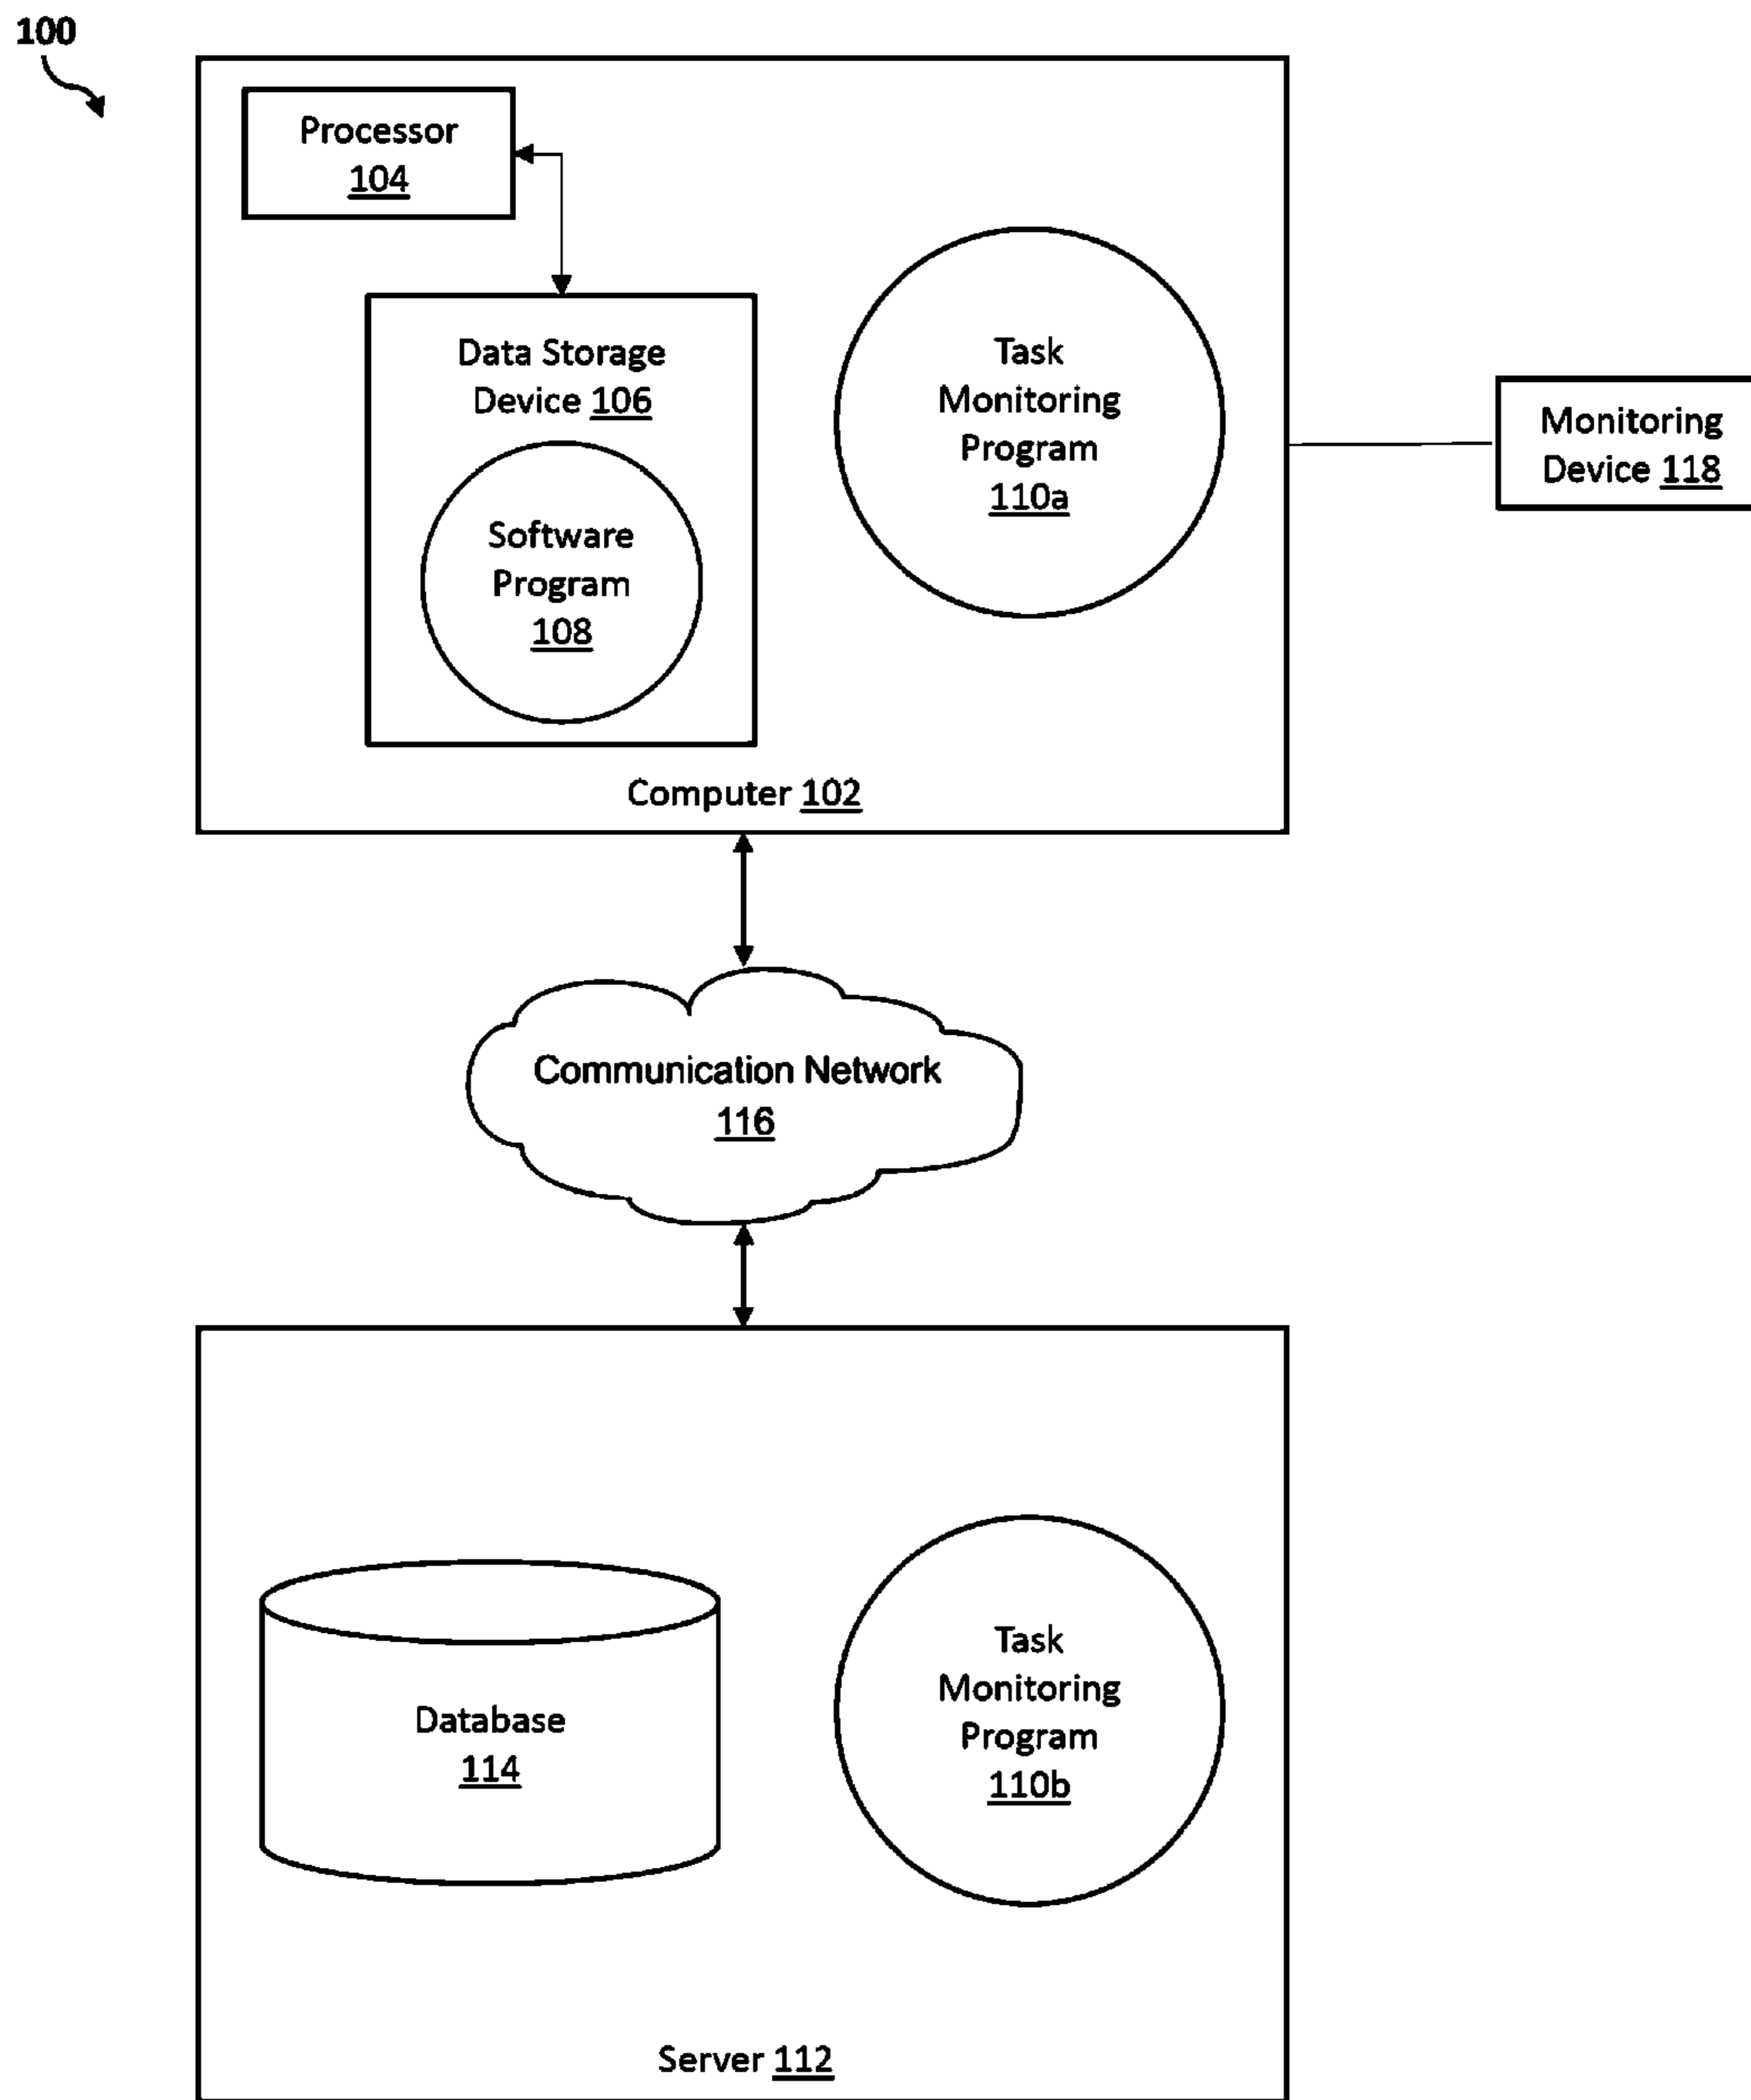 100
Processor
104
Data Storage
Device 106
Software
Program
108
Task
Monitoring
Program
110a
Monitoring
Device 118
Computer 102
Communication Network
116
Database
114
Task
Monitoring
Program
110b
Server 112